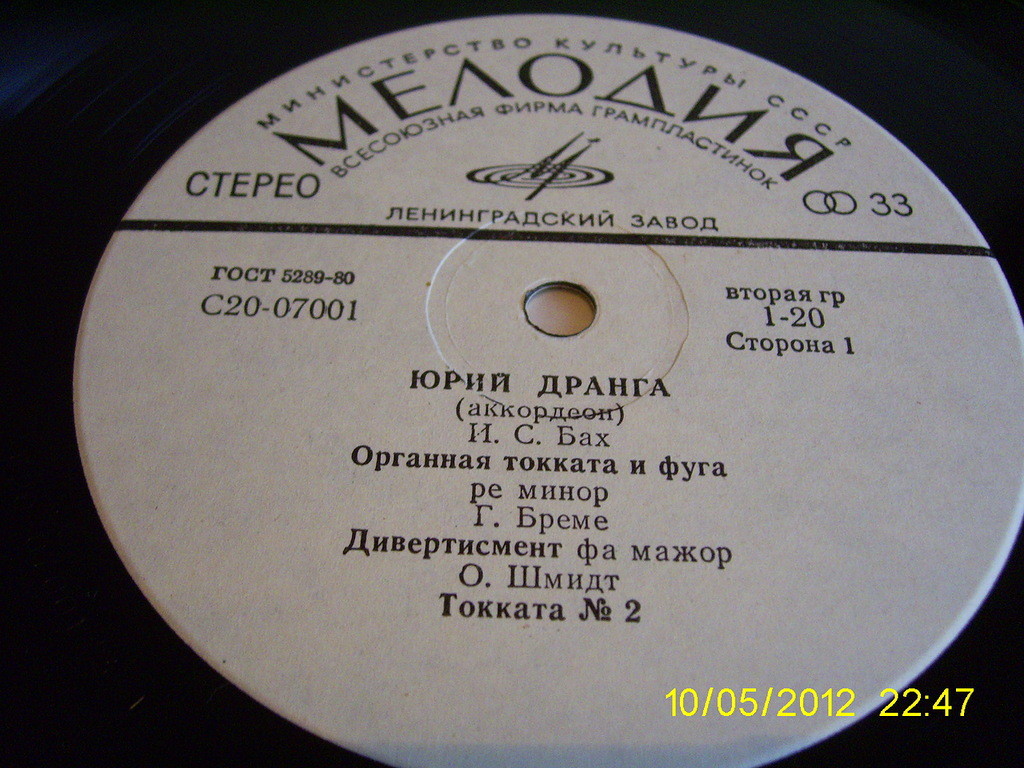 МИНИСТЕРСТВО КУЛЬТУРЫ СССР
МЕЛОДИЯ
ВСЕСОЮЗНАЯ ФИРМА ГРАМПЛАСТИНОК
СТЕРЕО
33
ЛЕНИНГРАДСКИЙ ЗАВОД
ГОСТ 5289-80
С20-07001
вторая гр
1-20
Сторона 1
ЮРИЙ ДРАНГА
(аккордеон)
И. С. Бах
Органная токката и фуга
ре минор
Г. Бреме
Дивертисмент фа мажор
О. Шмидт
Токката № 2
10/05/2012 22:47